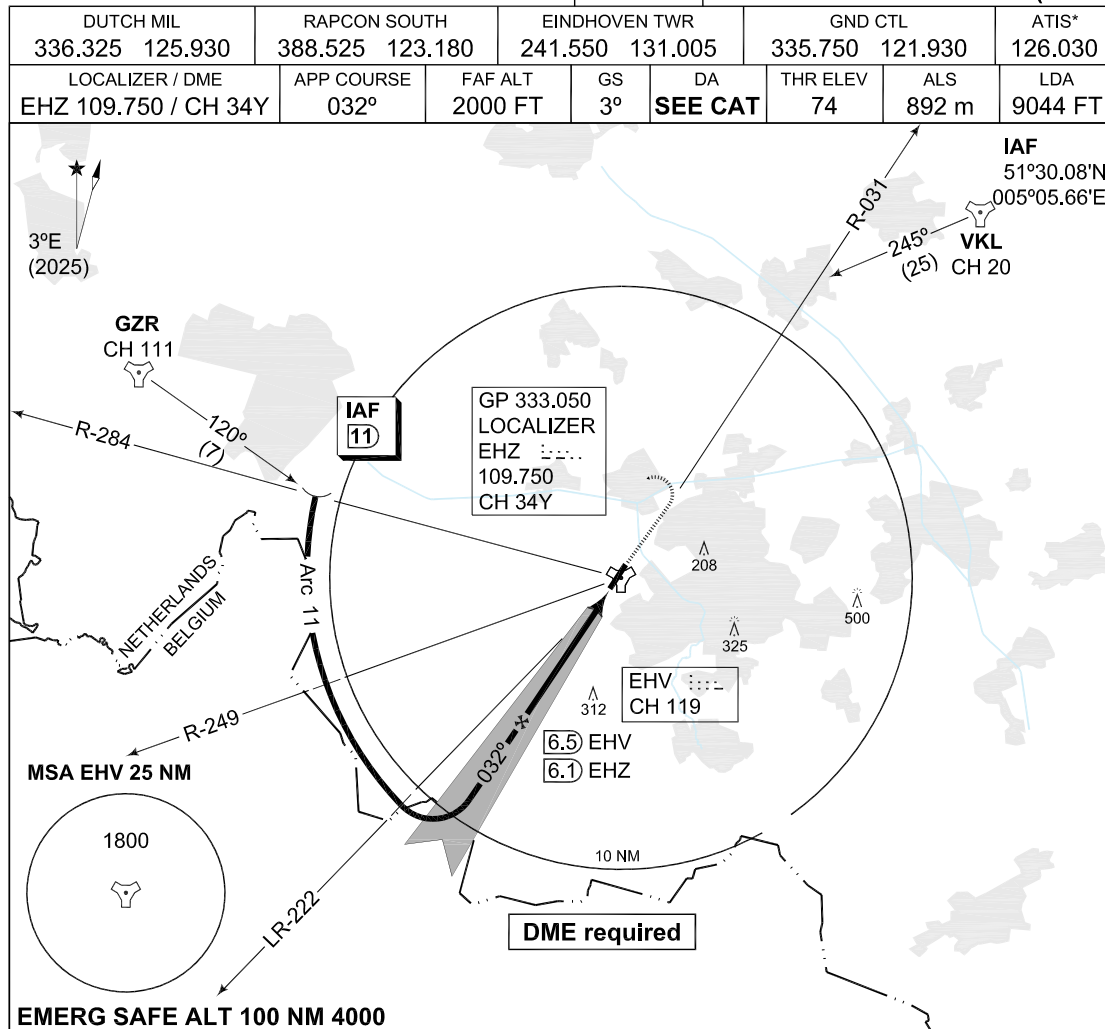 DUTCH MIL
336.325 125.930
RAPCON SOUTH
388.525 123.180
EINDHOVEN TWR
241.550 131.005
GND CTL
335.750 121.930
ATIS*
126.030
LOCALIZER / DME
EHZ 109.750 / CH 34Y
APP COURSE
032º
FAF ALT
2000 FT
GS
3º
DA
SEE CAT
THR ELEV
74
ALS
892 m
LDA
9044 FT
IAF
51º30.08'N
005º05.66'E
3ºE
(2025)
R-031
245º
(25)
VKL
CH 20
GZR
CH 111
120º
(7)
R-284
IAF
11
GP 333.050
LOCALIZER
EHZ
109.750
CH 34Y
Arc 11
NETHERLANDS
BELGIUM
208
500
325
312
EHV
CH 119
R-249
032º
6.5 EHV
6.1 EHZ
MSA EHV 25 NM
1800
10 NM
LR-222
DME required
EMERG SAFE ALT 100 NM 4000